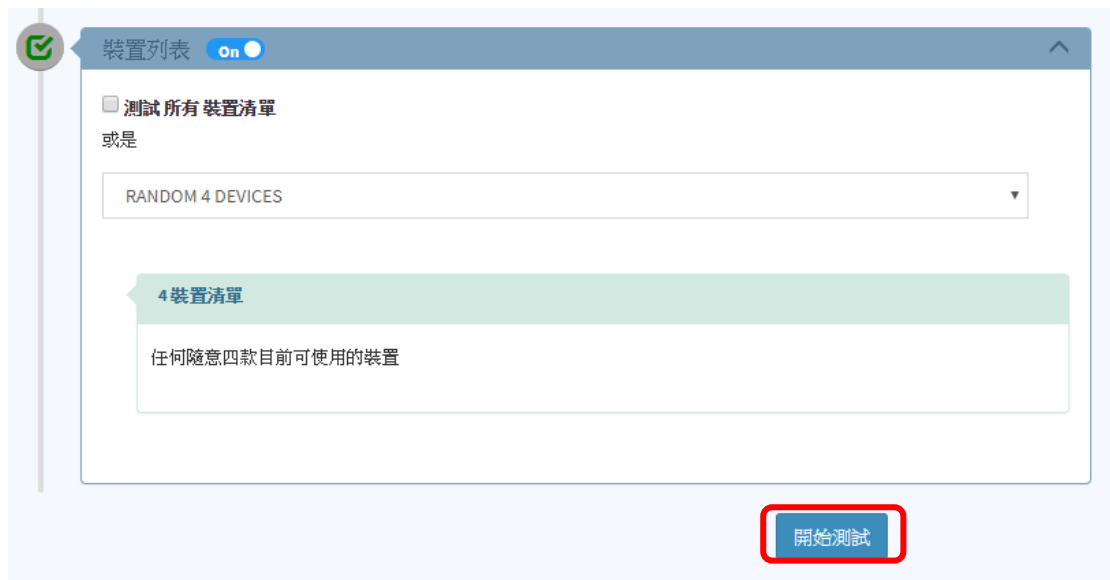 裝置列表 On
測試 所有 裝置清單
或是
RANDOM 4 DEVICES
4 裝置清單
任何隨意四款目前可使用的裝置
開始測試